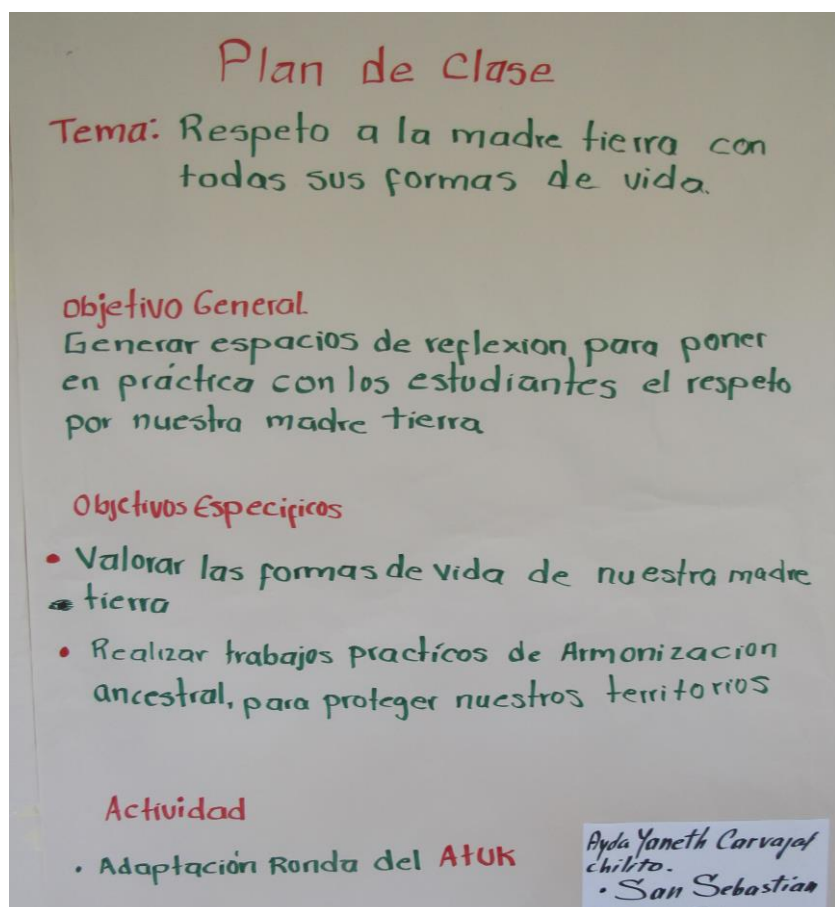 Plan de Clase
Tema: Respeto a la madre tierra con
todas sus formas de vida.
Objetivo General.
Generar espacios de reflexion, para poner
en práctica con los estudiantes el respeto
por nuestra madre tierra
Objetivos Especificos
• Valorar las formas de vida de nuestra madre
tierra
• Realizar trabajos practícos de Armonizacion
ancestral, para proteger nuestros territorios
Actividad
• Adaptación Ronda del AtUK
Ayda Yaneth Carvajal
chilito.
• San Sebastian